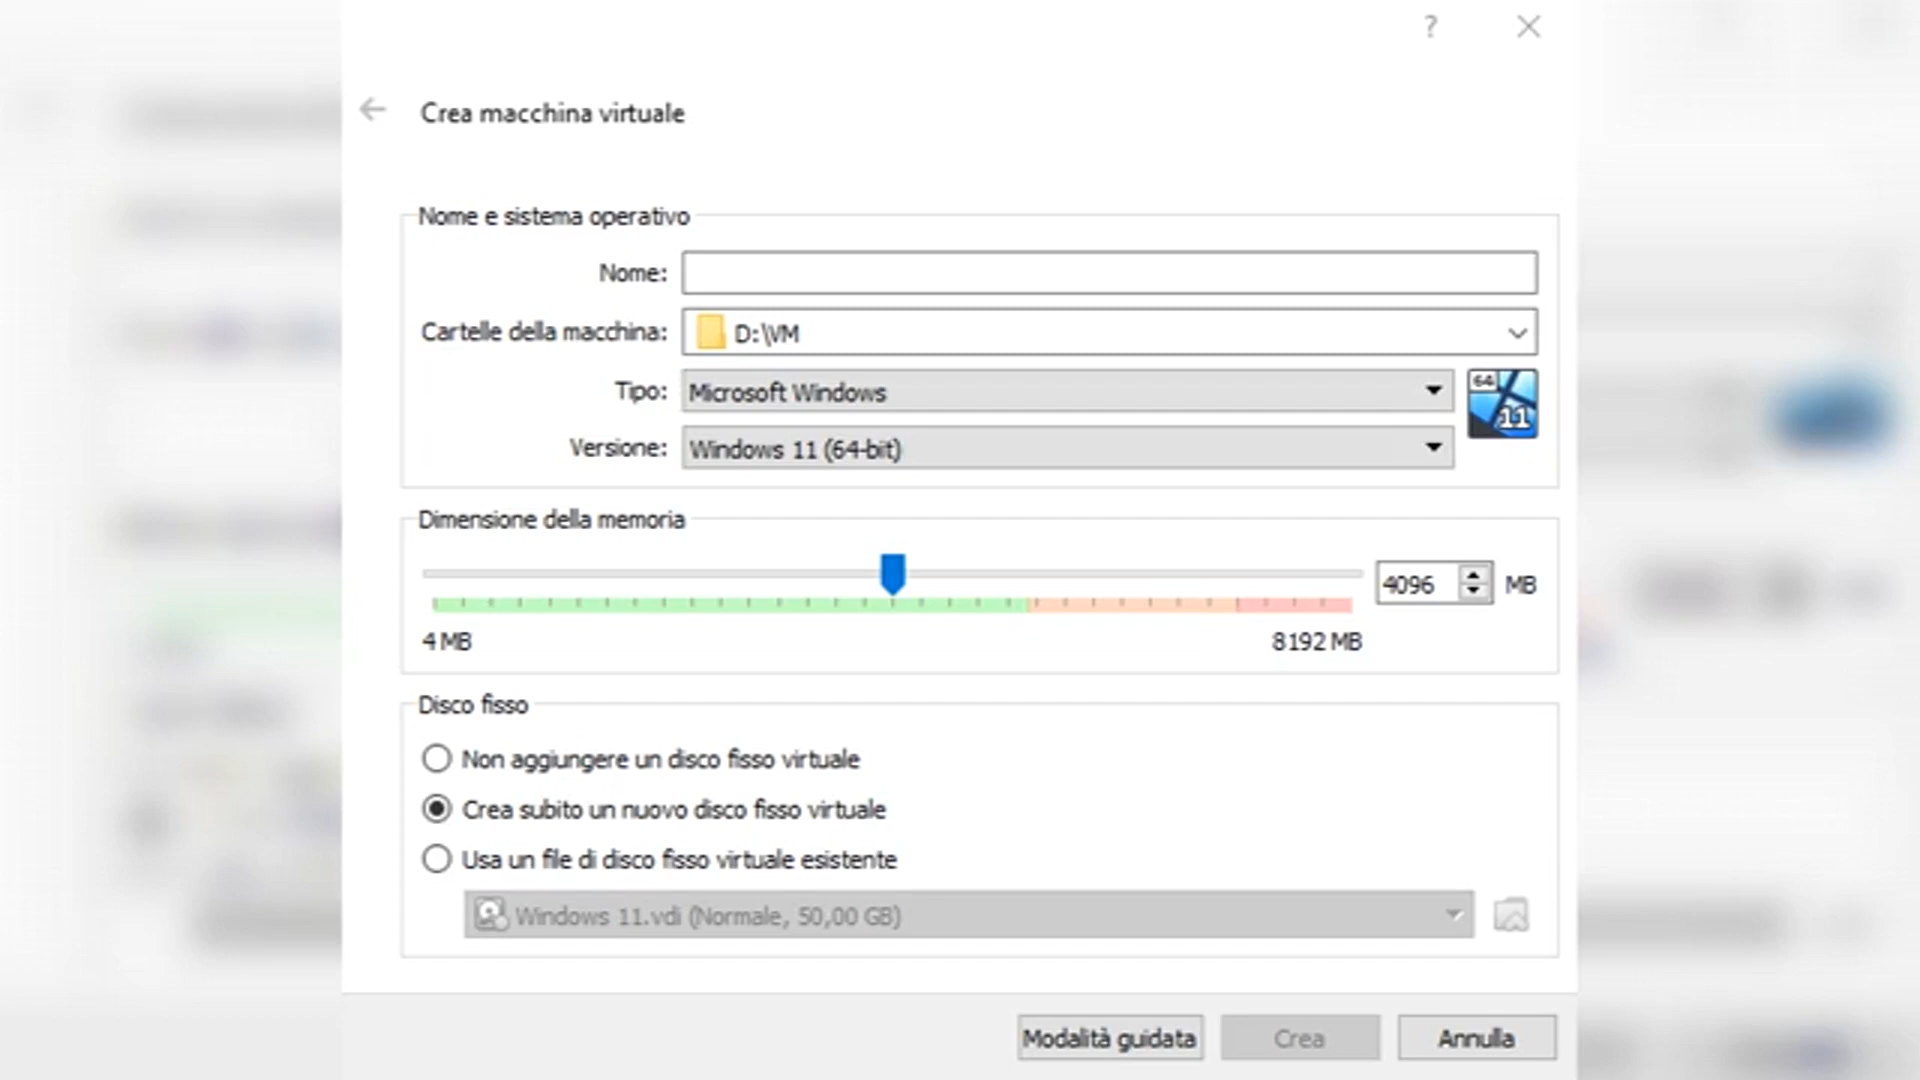 ?
Crea macchina virtuale
Nome e sistema operativo
Nome:
Cartelle della macchina: D:\VM
Tipo: Microsoft Windows
64
11
Versione: Windows 11 (64-bit)
Dimensione della memoria
4096 MB
4 MB 8192 MB
Disco fisso
Non aggiungere un disco fisso virtuale
Crea subito un nuovo disco fisso virtuale
Usa un file di disco fisso virtuale esistente
Windows 11.vdi (Normale, 50,00 GB)
Modalità guidata Crea Annulla